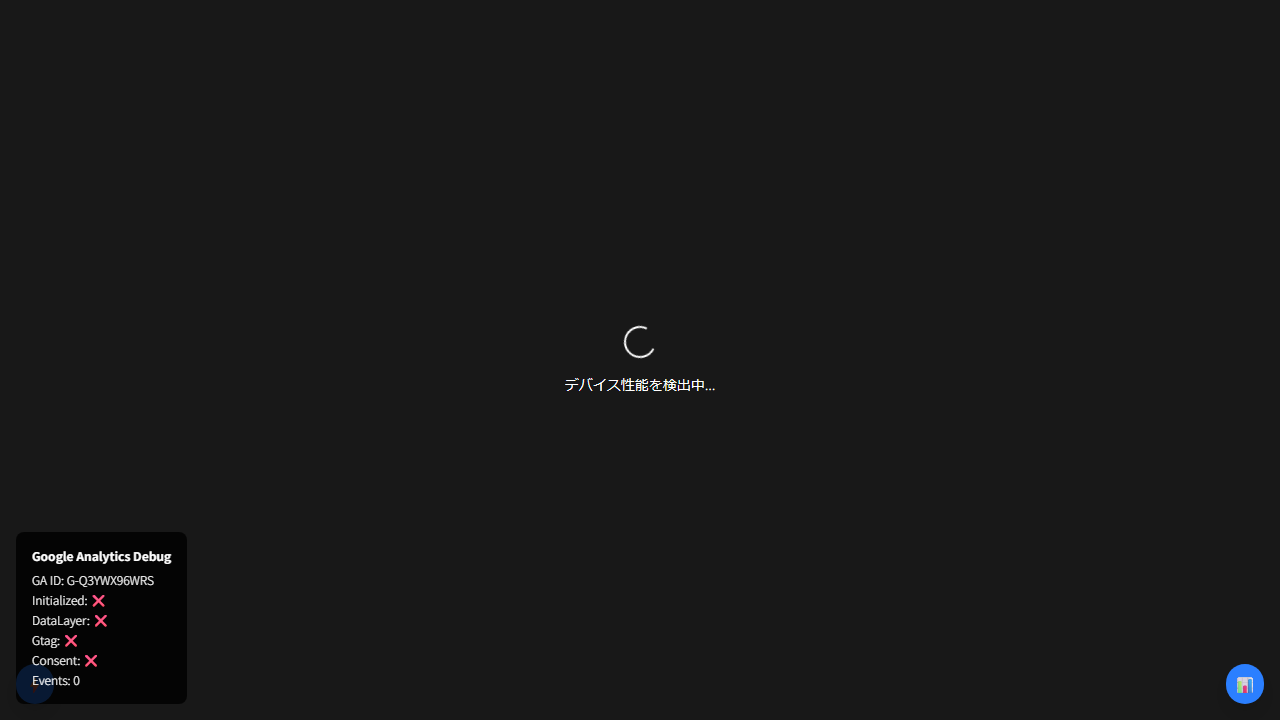 デバイス性能を検出中...
Google Analytics Debug
GA ID: G-Q3YWX96WRS
Initialized: ❌
DataLayer: ❌
Gtag: ❌
Consent: ❌
Events: 0